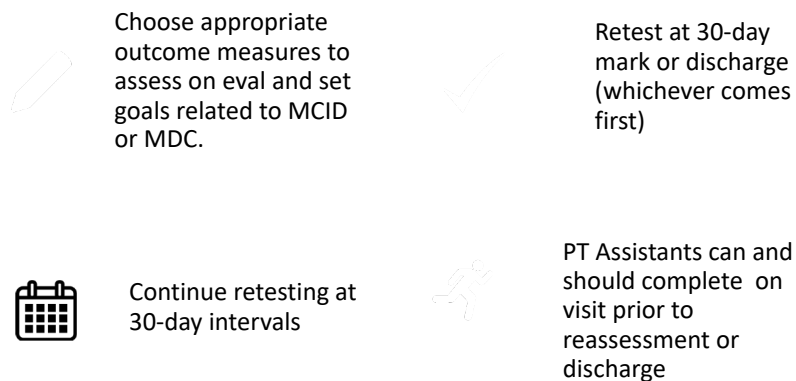 Choose appropriate
outcome measures to
assess on eval and set
goals related to MCID
or MDC.
Retest at 30-day
mark or discharge
(whichever comes
first)
Continue retesting at
30-day intervals
PT Assistants can and
should complete  on
visit prior to
reassessment or
discharge